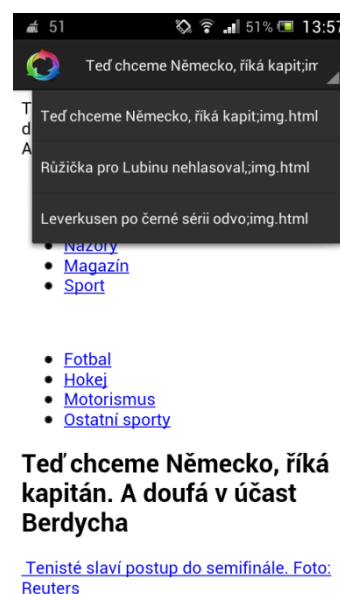 51 51% 13:57
Teď chceme Německo, říká kapit;im
T
Teď chceme Německo, říká kapit;img.html
d
A
Růžička pro Lubinu nehlasoval,;img.html
Leverkusen po černé sérii odvo;img.html
Názory
Magazín
Sport
Fotbal
Hokej
Motorismus
Ostatní sporty
Teď chceme Německo, říká
kapitán. A doufá v účast
Berdycha
Tenisté slaví postup do semifinále. Foto:
Reuters